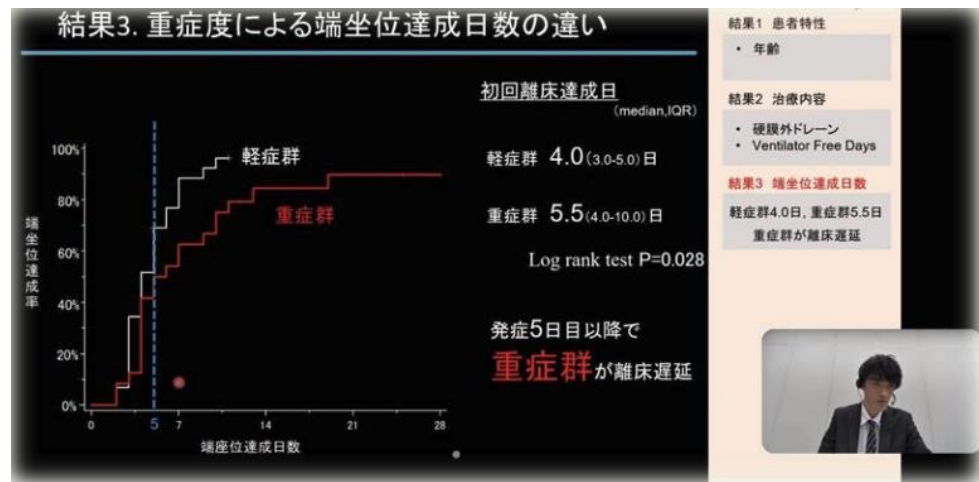 結果3. 重症度による端坐位達成日数の違い
初回離床達成日
(median,IQR)
軽症群 4.0(3.0-5.0)日
重症群 5.5(4.0-10.0)日
Log rank test P=0.028
発症5日目以降で
重症群が離床遅延
端坐位達成率
100%
80%
60%
40%
20%
0%
軽症群
重症群
0 5 7 14 21 28
端座位達成日数
結果1 患者特性
• 年齢
結果2 治療内容
• 硬膜外ドレーン
• Ventilator Free Days
結果3 端坐位達成日数
軽症群4.0日, 重症群5.5日
重症群が離床遅延